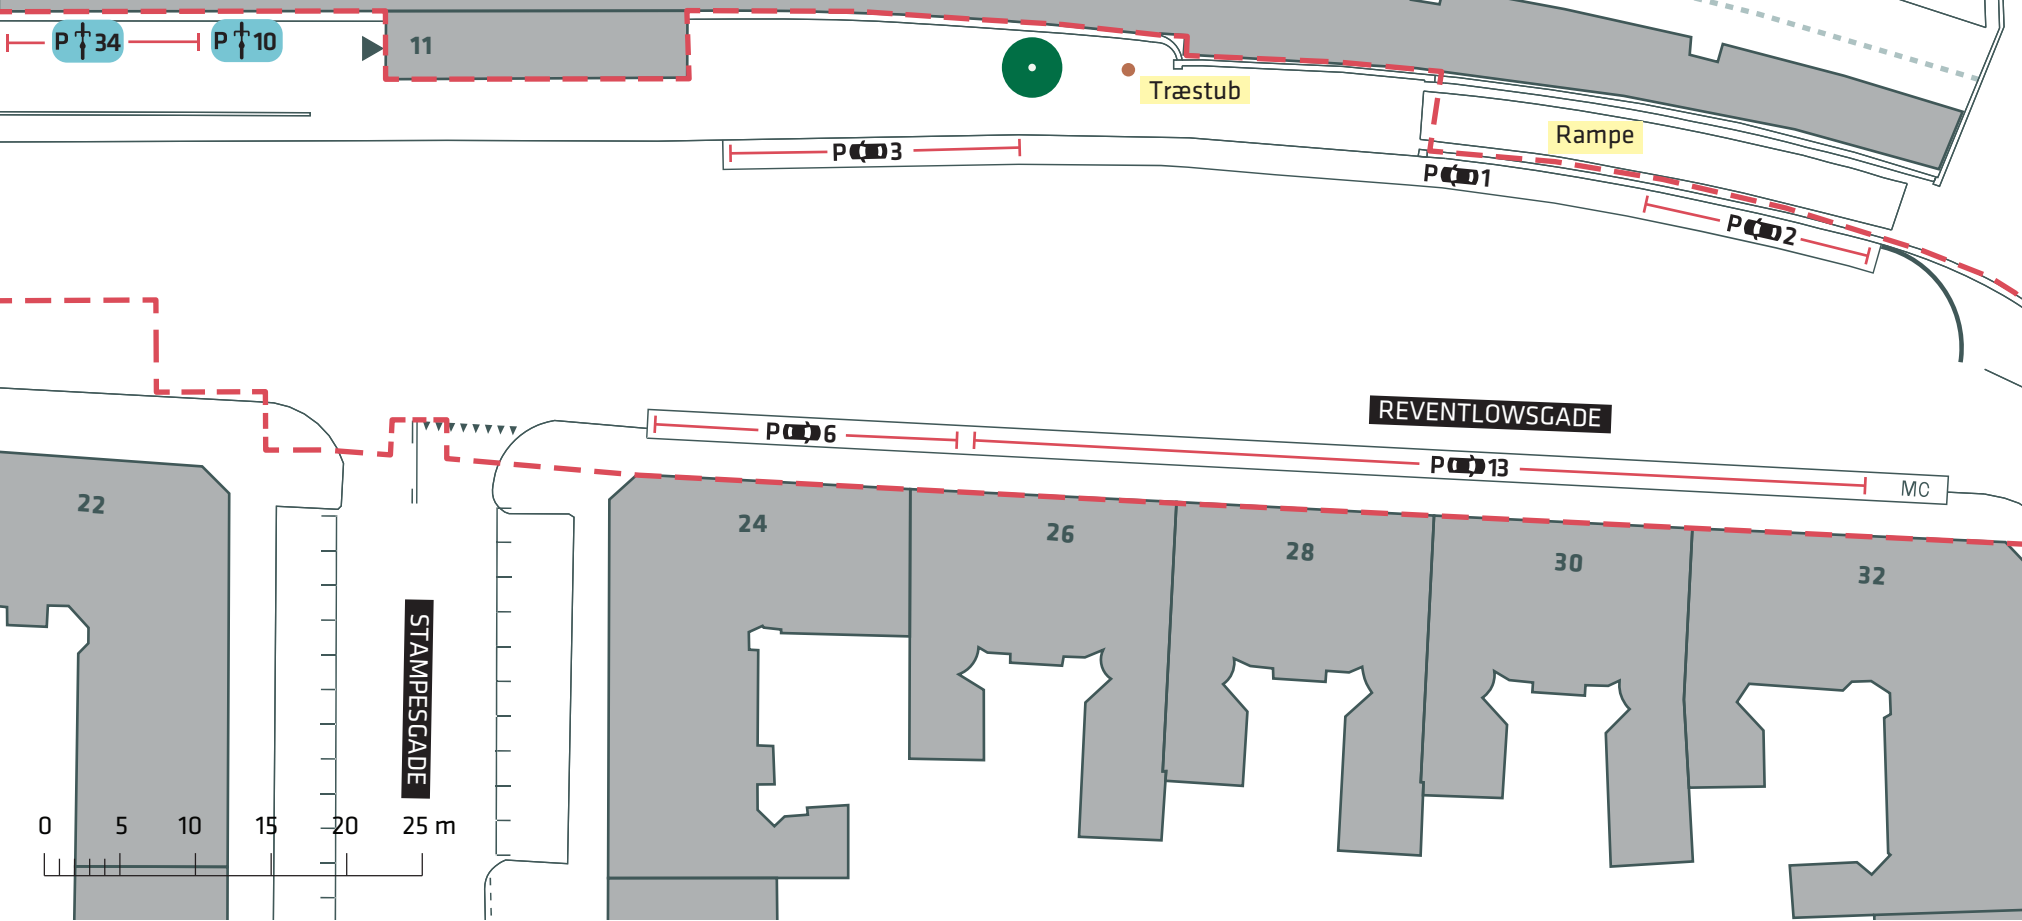 P 34
P 10
11
Træstub
Rampe
P 3
P 1
P 2
REVENTLOWSGADE
P 6
P 13
MC
22
24
26
28
30
32
STAMPESGADE
0 5 10 15 20 25 m